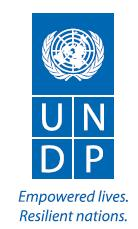 U N
D P
Empowered lives.
Resilient nations.